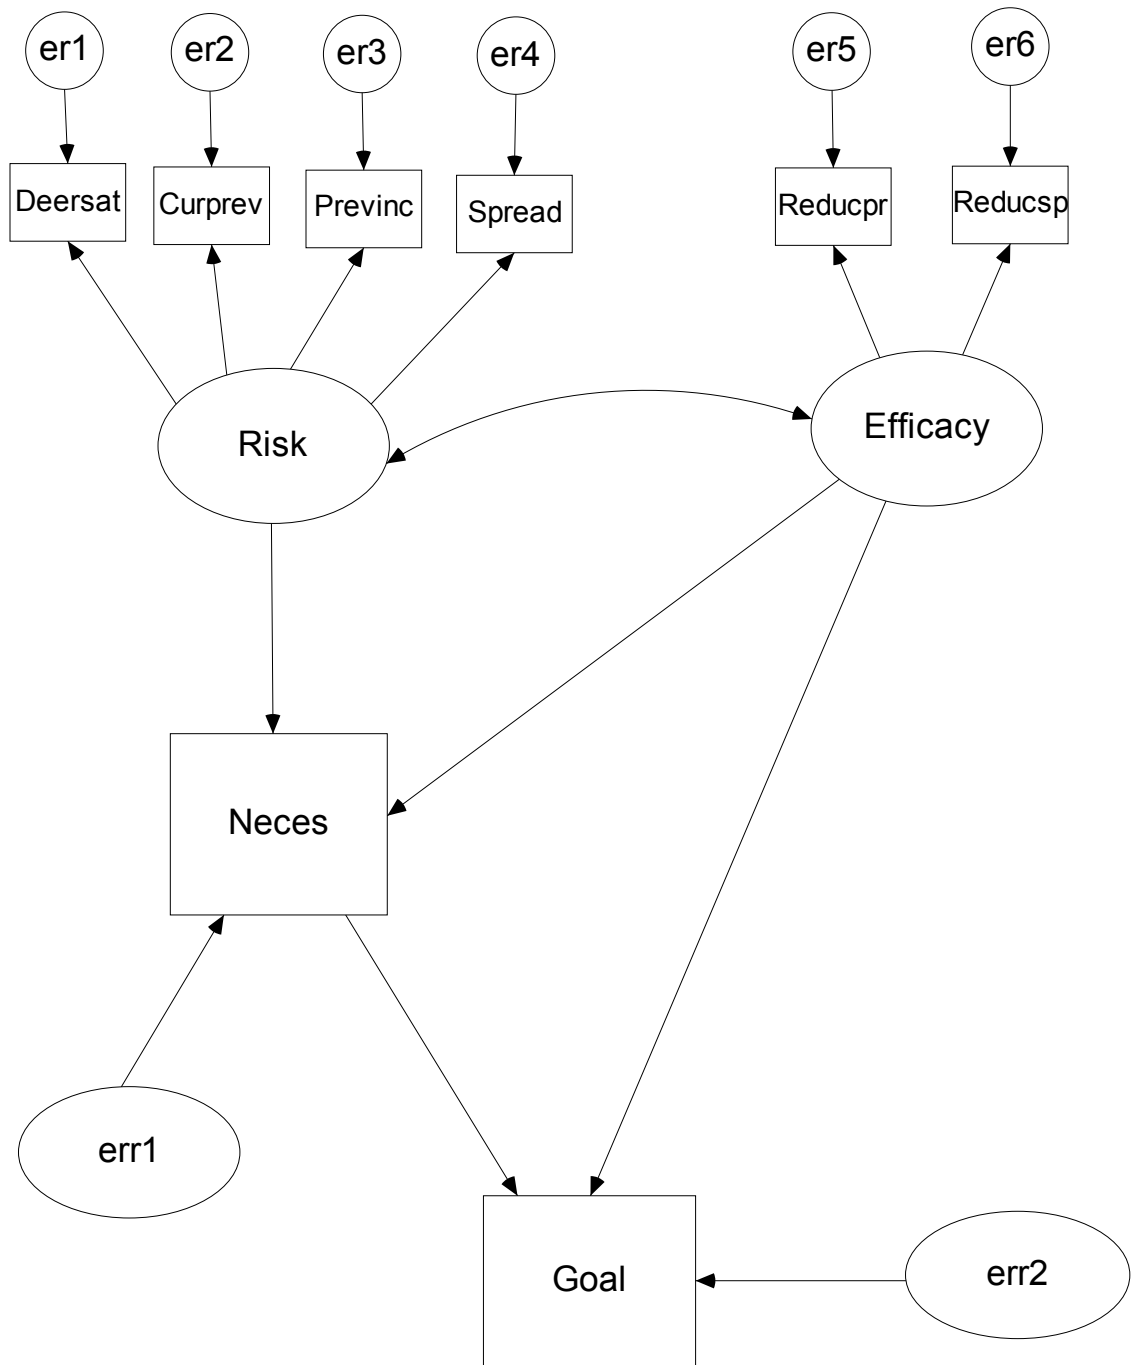 er1
er2
er3
er4
er5
er6
Deersat
Curprev
Previnc
Spread
Reducpr
Reducsp
Risk
Efficacy
Neces
err1
Goal
err2